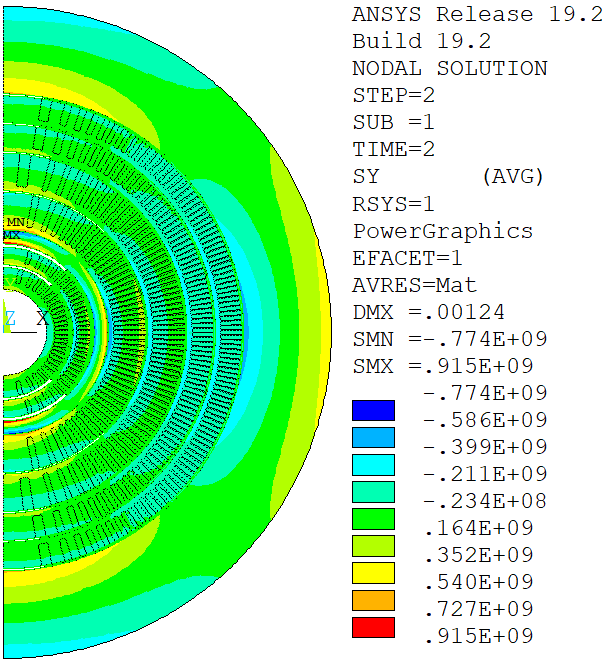 ANSYS Release 19.2
Build 19.2
NODAL SOLUTION
STEP=2
SUB =1
TIME=2
SY (AVG)
RSYS=1
PowerGraphics
EFACET=1
AVRES=Mat
DMX =.00124
SMN =-.774E+09
SMX =.915E+09
-.774E+09
-.586E+09
-.399E+09
-.211E+09
-.234E+08
.164E+09
.352E+09
.540E+09
.727E+09
.915E+09
MN
MX
Y
Z X